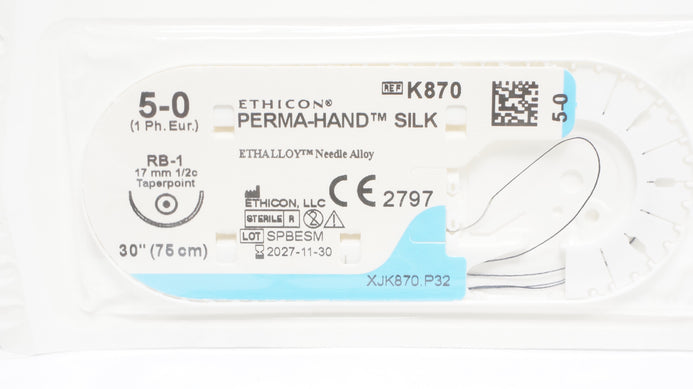 5-0
(1 Ph. Eur.)
RB-1
17 mm 1/2c
Taperpoint
30" (75 cm)
ETHICON®
PERMA-HAND™ SILK
ETHALLOY™ Needle Alloy
REF K870
5-0
ETHICON, LLC
CE 2797
STERILE R
LOT SPBESM
2027-11-30
XJK870.P32